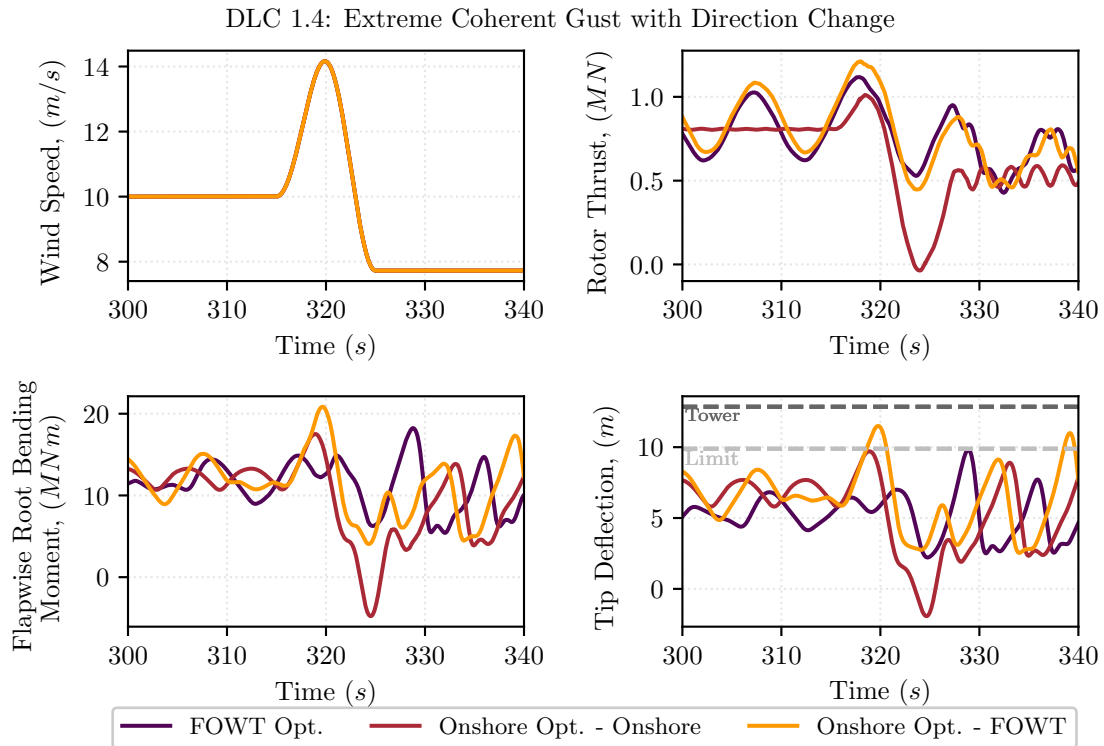 DLC 1.4: Extreme Coherent Gust with Direction Change
Wind Speed, (m/s)
14
12
10
8
300 310 320 330 340
Time (s)
Rotor Thrust, (MN)
1.0
0.5
0.0
300 310 320 330 340
Time (s)
Flapwise Root Bending
Moment, (MNm)
20
10
0
300 310 320 330 340
Time (s)
Tip Deflection, (m)
10
5
0
Tower
Limit
300 310 320 330 340
Time (s)
FOWT Opt. Onshore Opt. - Onshore Onshore Opt. - FOWT